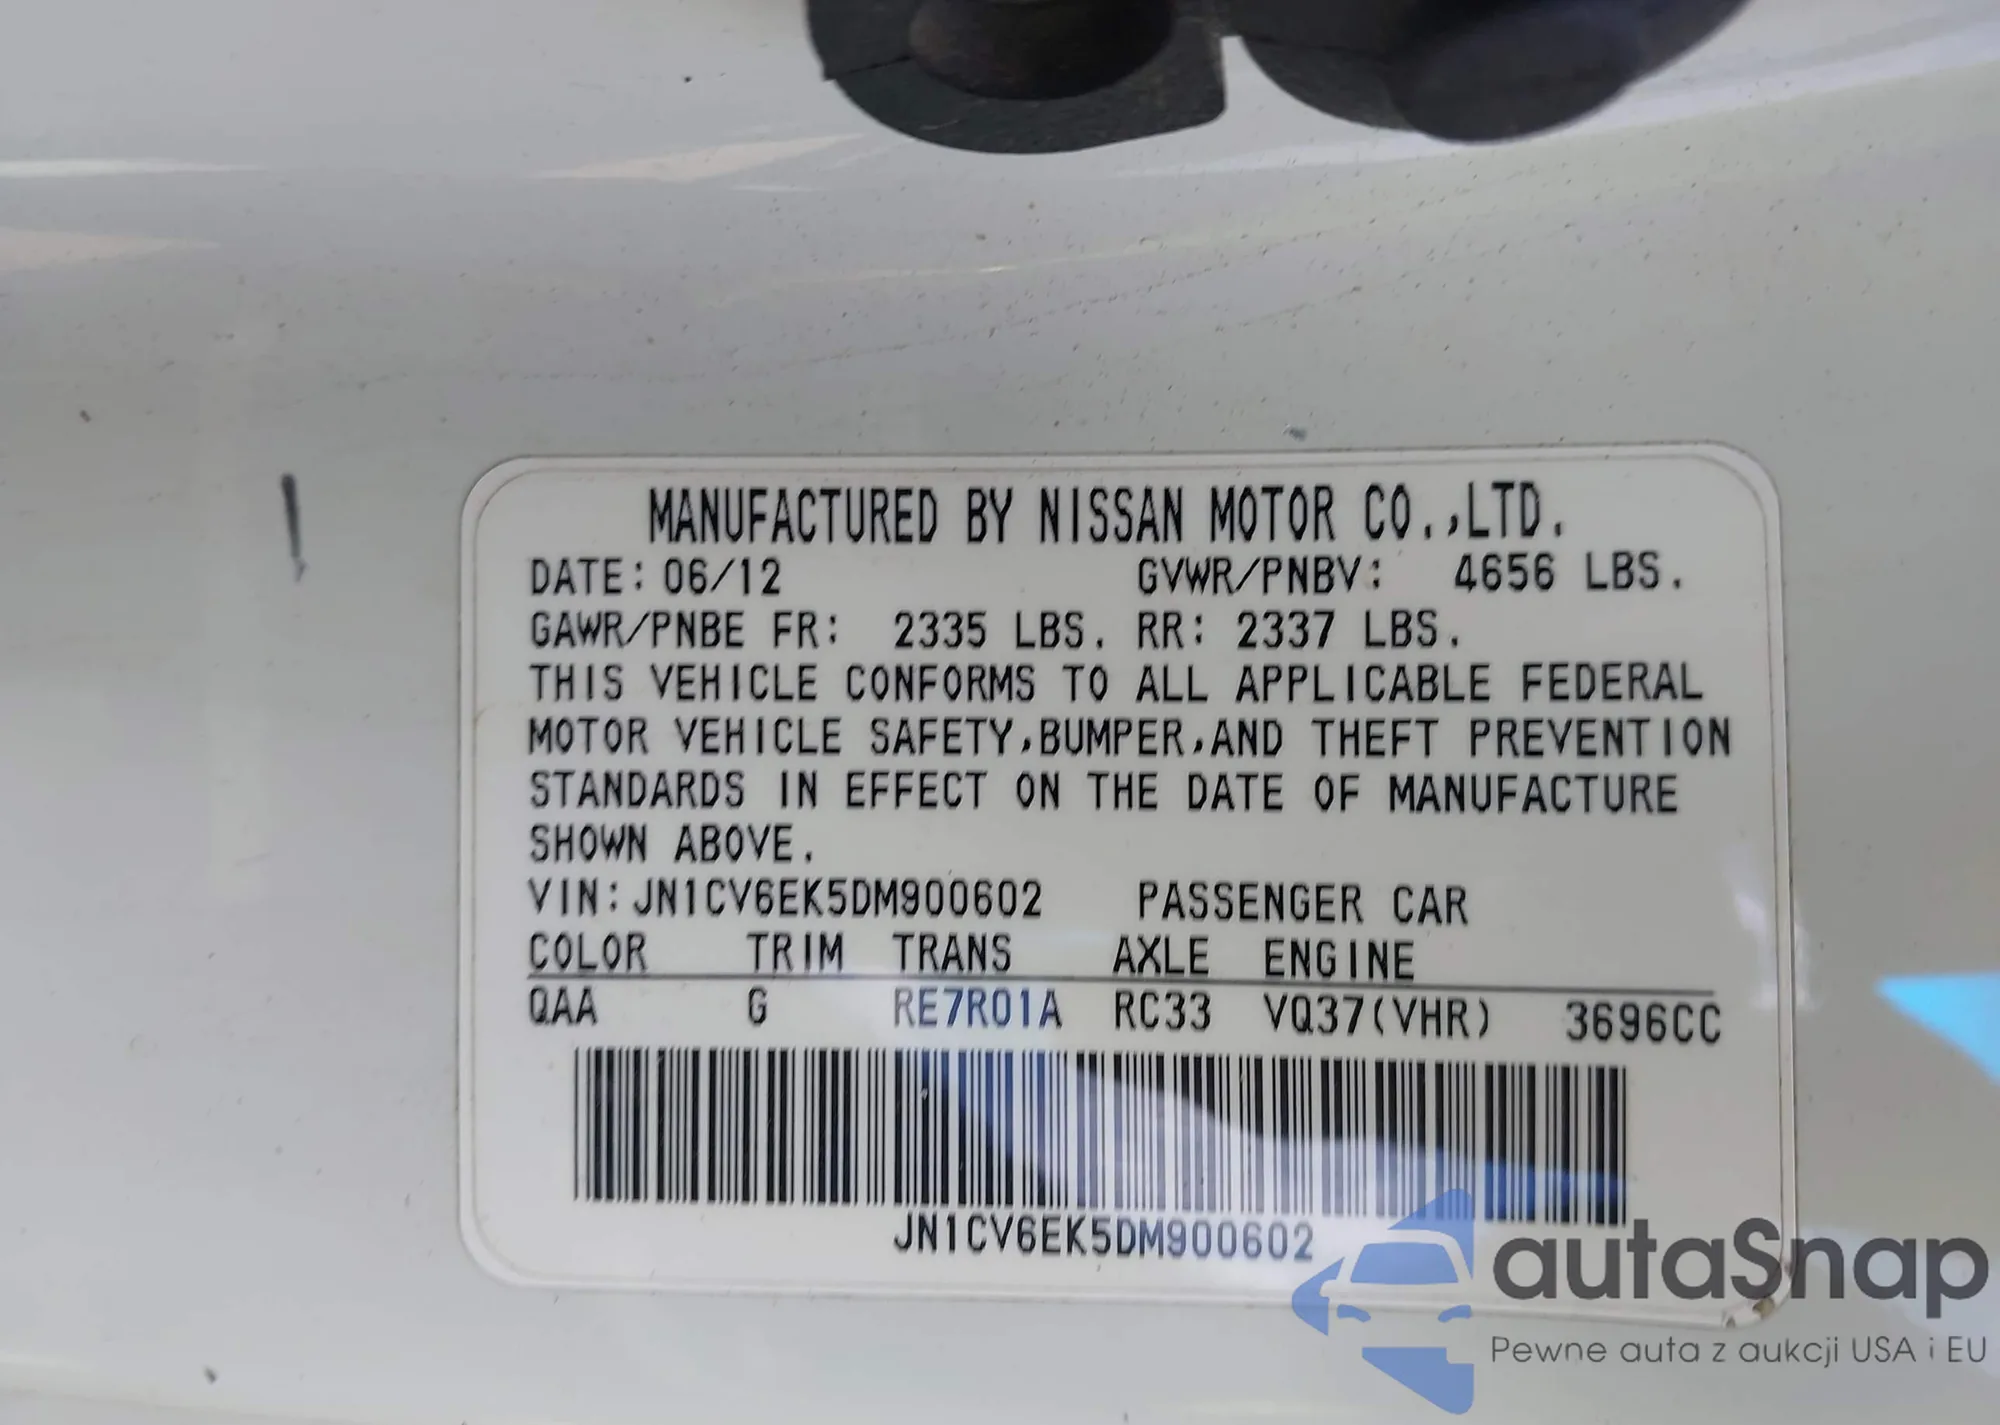 MANUFACTURED BY NISSAN MOTOR CO.,LTD.
DATE: 06/12 GVWR/PNBV: 4656 LBS.
GAWR/PNBE FR: 2335 LBS. RR: 2337 LBS.
THIS VEHICLE CONFORMS TO ALL APPLICABLE FEDERAL
MOTOR VEHICLE SAFETY,BUMPER,AND THEFT PREVENTION
STANDARDS IN EFFECT ON THE DATE OF MANUFACTURE
SHOWN ABOVE.
VIN:JN1CV6EK5DM900602 PASSENGER CAR
COLOR TRIM TRANS AXLE ENGINE
QAA G RE7R01A RC33 VQ37(VHR) 3696CC
JN1CV6EK5DM900602
autaSnap
Pewne auta z aukcji USA i EU